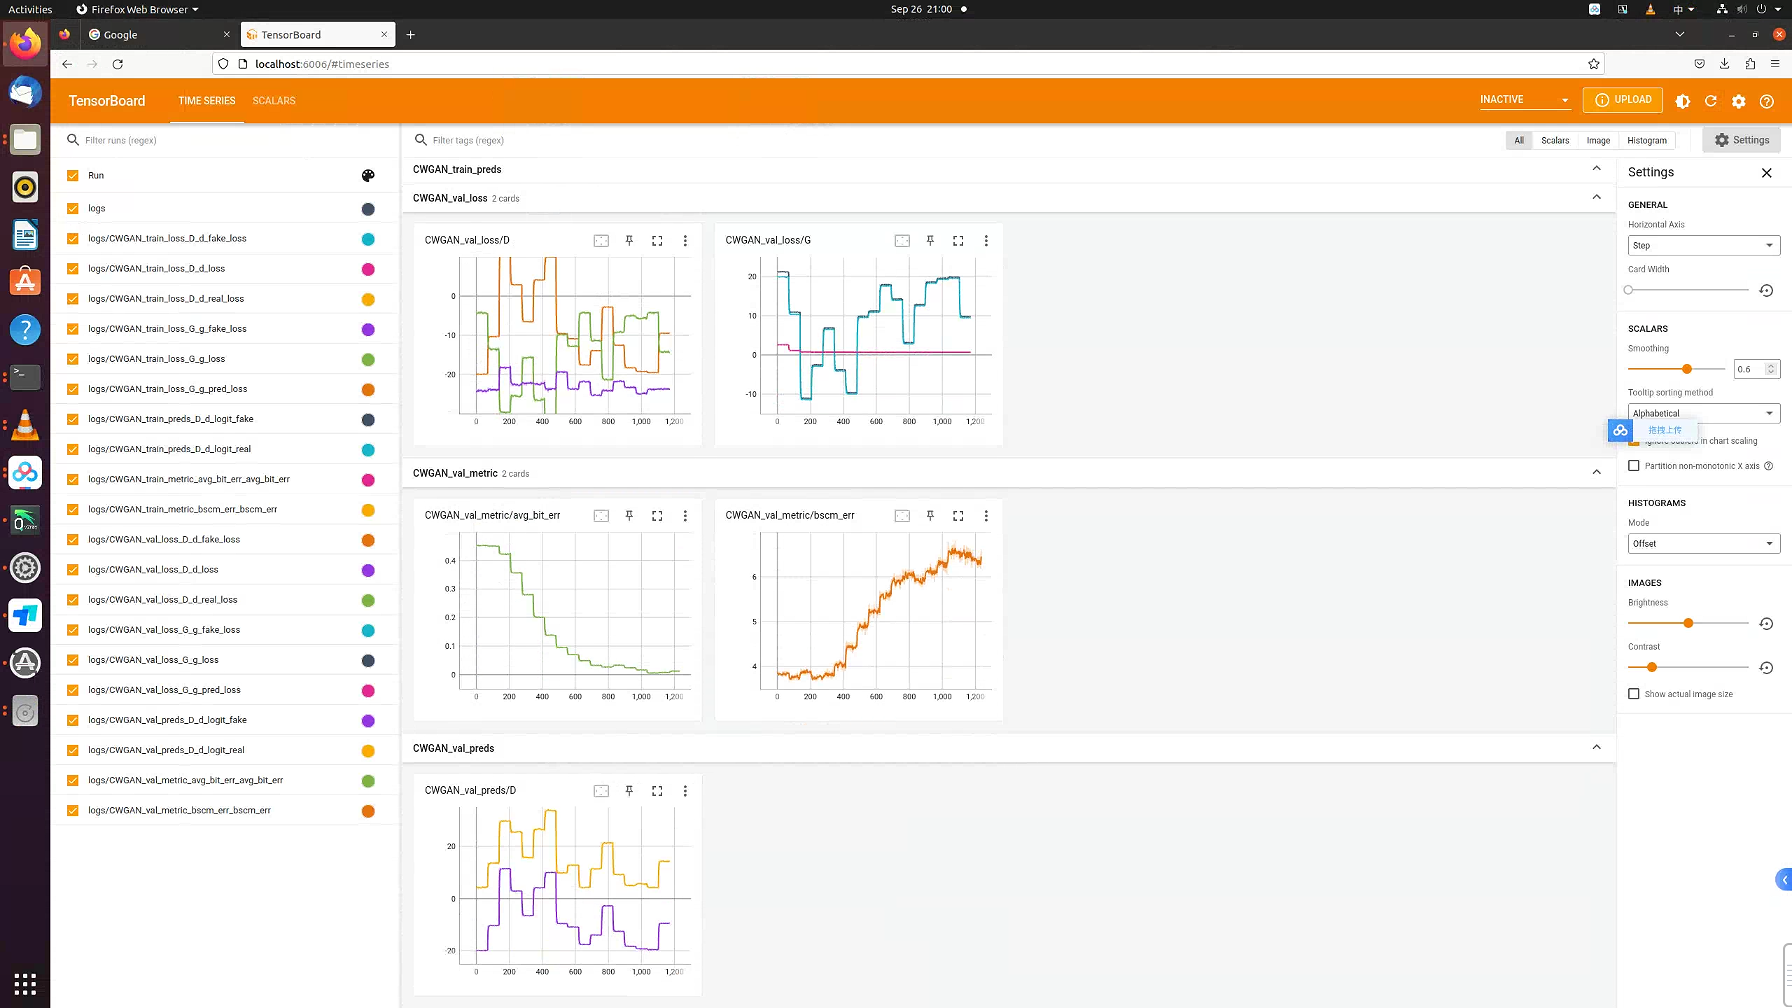 Activities
Firefox Web Browser
Sep 26 21:00
中
Google
TensorBoard
localhost:6006/#timeseries
TensorBoard
TIME SERIES
SCALARS
INACTIVE
UPLOAD
Filter runs (regex)
Run
logs
logs/CWGAN_train_loss_D_d_fake_loss
logs/CWGAN_train_loss_D_d_loss
logs/CWGAN_train_loss_D_d_real_loss
logs/CWGAN_train_loss_G_g_fake_loss
logs/CWGAN_train_loss_G_g_loss
logs/CWGAN_train_loss_G_g_pred_loss
logs/CWGAN_train_preds_D_d_logit_fake
logs/CWGAN_train_preds_D_d_logit_real
logs/CWGAN_train_metric_avg_bit_err_avg_bit_err
logs/CWGAN_train_metric_bscm_err_bscm_err
logs/CWGAN_val_loss_D_d_fake_loss
logs/CWGAN_val_loss_D_d_loss
logs/CWGAN_val_loss_D_d_real_loss
logs/CWGAN_val_loss_G_g_fake_loss
logs/CWGAN_val_loss_G_g_loss
logs/CWGAN_val_loss_G_g_pred_loss
logs/CWGAN_val_preds_D_d_logit_fake
logs/CWGAN_val_preds_D_d_logit_real
logs/CWGAN_val_metric_avg_bit_err_avg_bit_err
logs/CWGAN_val_metric_bscm_err_bscm_err
Filter tags (regex)
All
Scalars
Image
Histogram
Settings
CWGAN_train_preds
CWGAN_val_loss 2 cards
CWGAN_val_loss/D
0
-10
-20
0 200 400 600 800 1,000 1,200
CWGAN_val_loss/G
20
10
0
-10
0 200 400 600 800 1,000 1,200
CWGAN_val_metric 2 cards
CWGAN_val_metric/avg_bit_err
0.4
0.3
0.2
0.1
0
0 200 400 600 800 1,000 1,200
CWGAN_val_metric/bscm_err
6
5
4
0 200 400 600 800 1,000 1,200
CWGAN_val_preds
CWGAN_val_preds/D
20
0
-20
0 200 400 600 800 1,000 1,200
Settings
GENERAL
Horizontal Axis
Step
Card Width
SCALARS
Smoothing
0.6
Tooltip sorting method
Alphabetical
拖拽上传
Ignore outliers in chart scaling
Partition non-monotonic X axis
HISTOGRAMS
Mode
Offset
IMAGES
Brightness
Contrast
Show actual image size